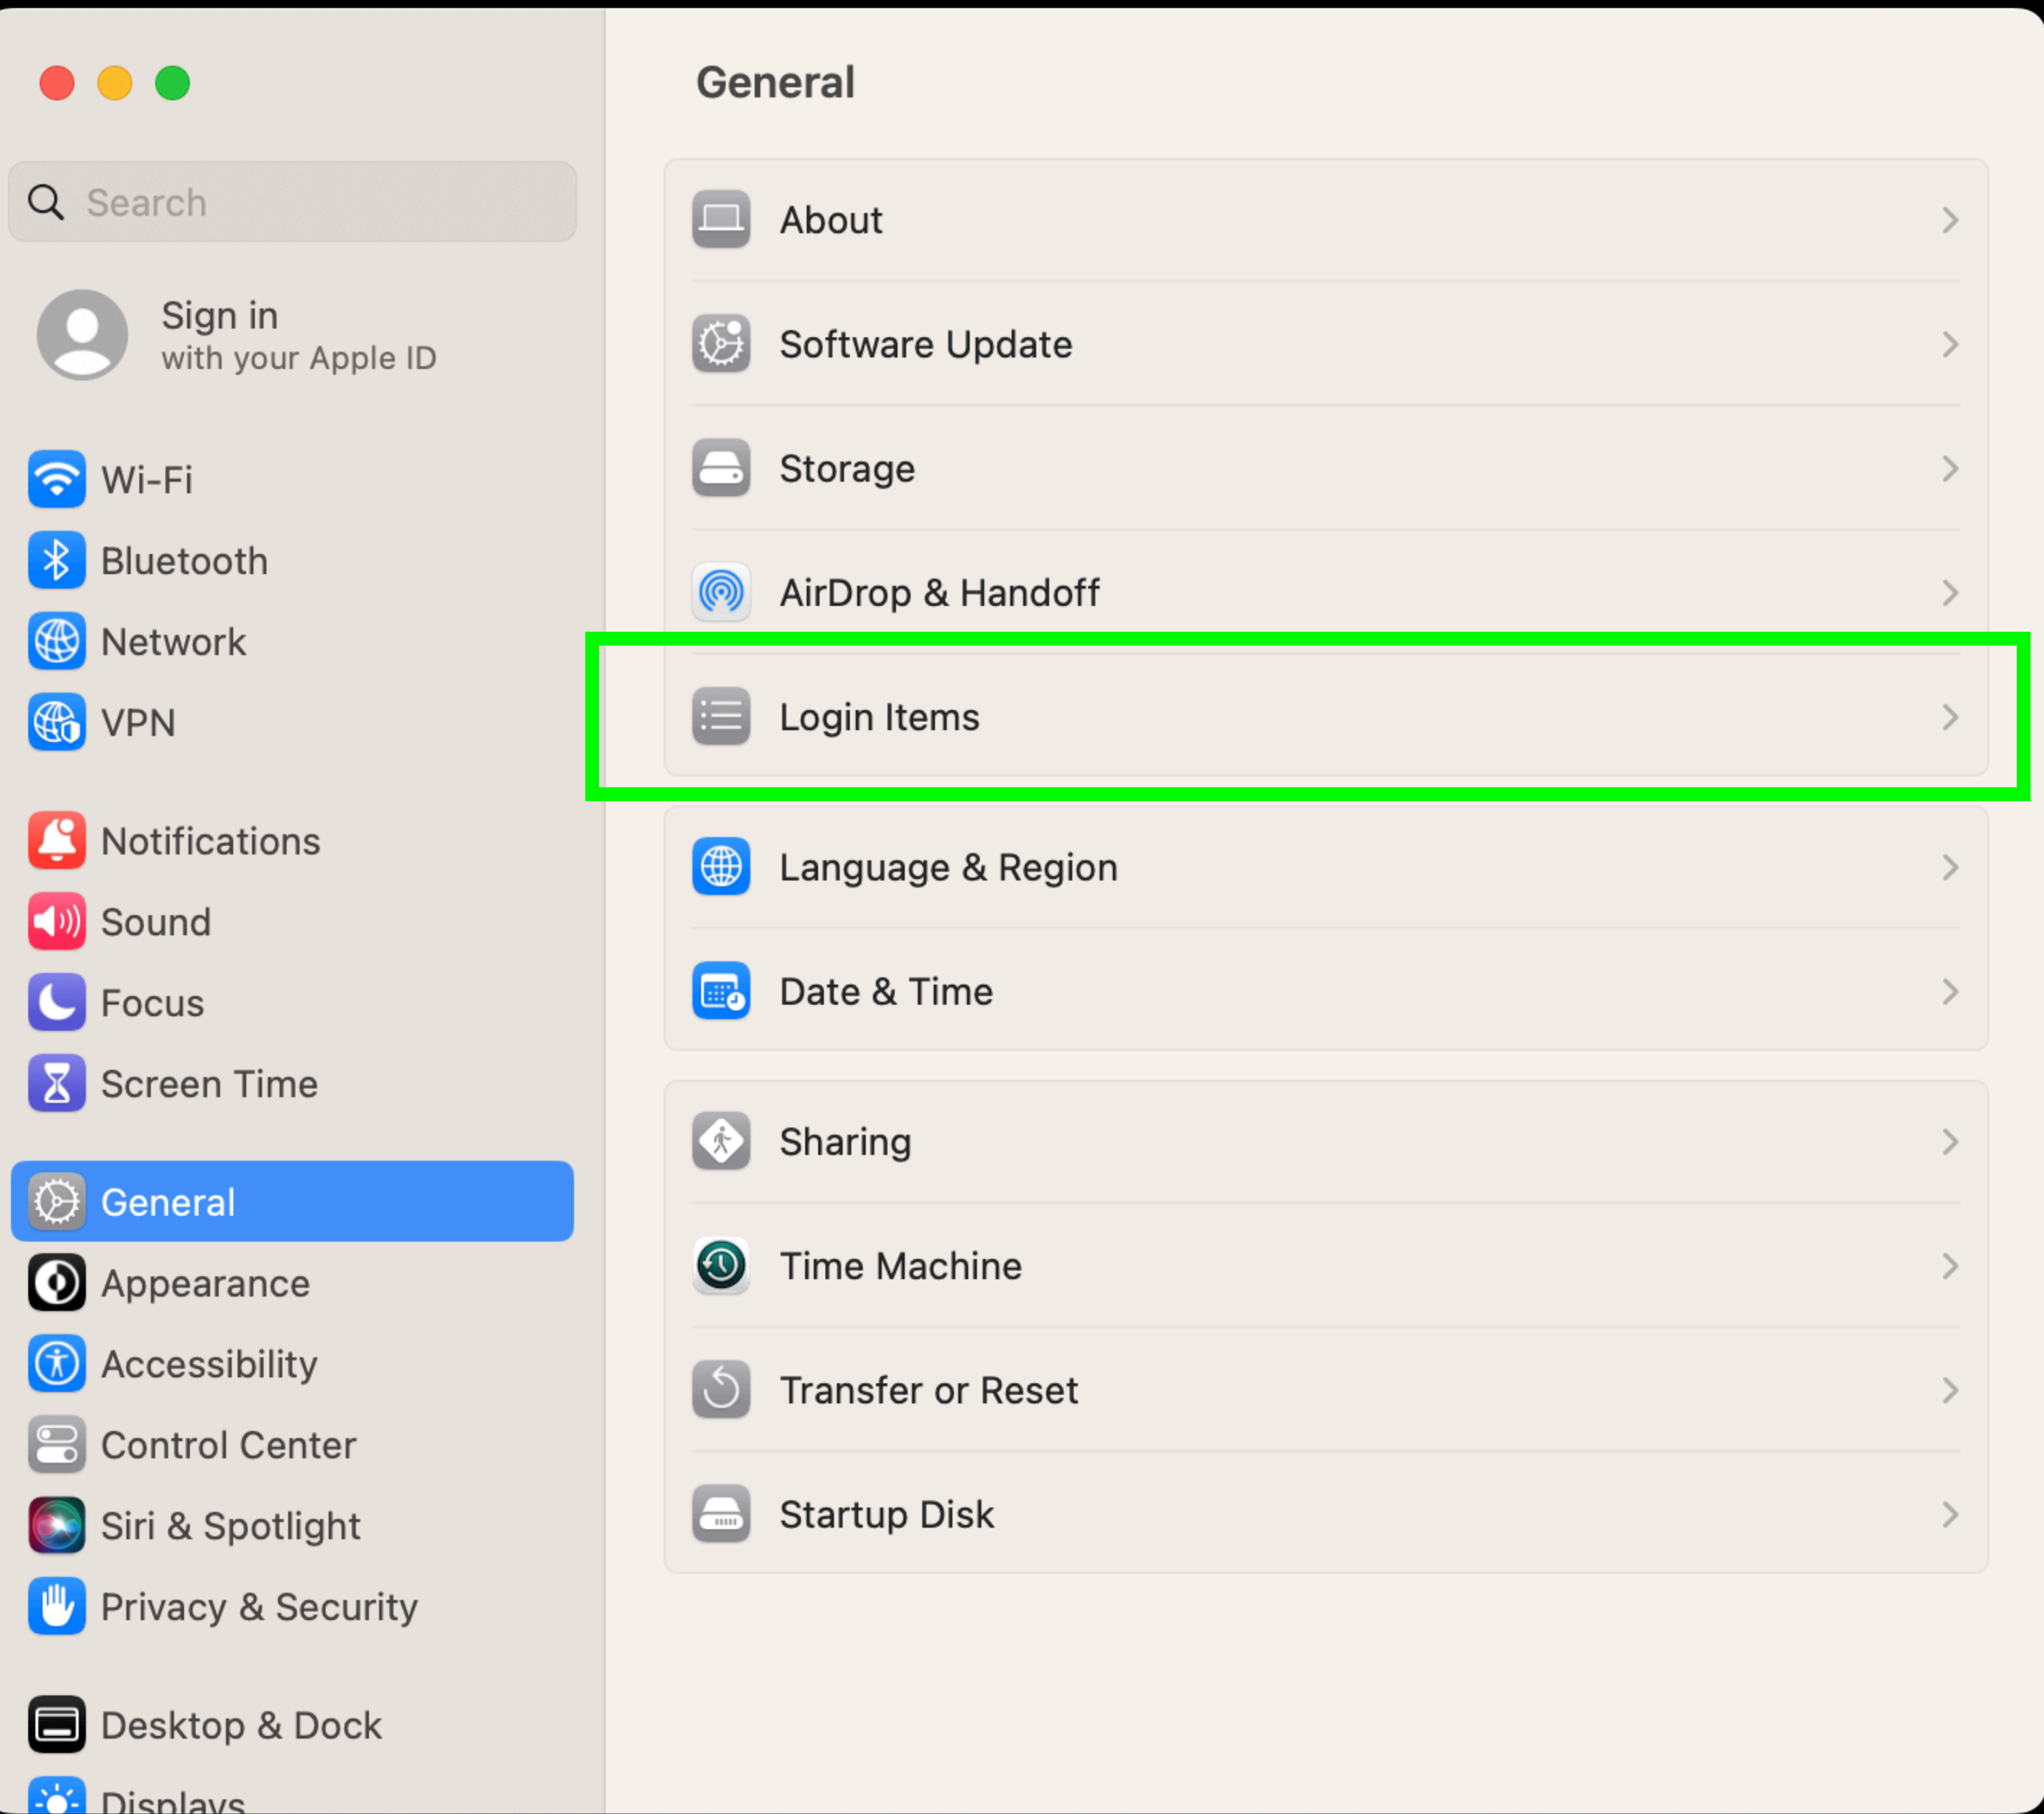 Search
Sign in
with your Apple ID
Wi-Fi
Bluetooth
Network
VPN
Notifications
Sound
Focus
Screen Time
General
Appearance
Accessibility
Control Center
Siri & Spotlight
Privacy & Security
Desktop & Dock
Displays
General
About
Software Update
Storage
AirDrop & Handoff
Login Items
Language & Region
Date & Time
Sharing
Time Machine
Transfer or Reset
Startup Disk